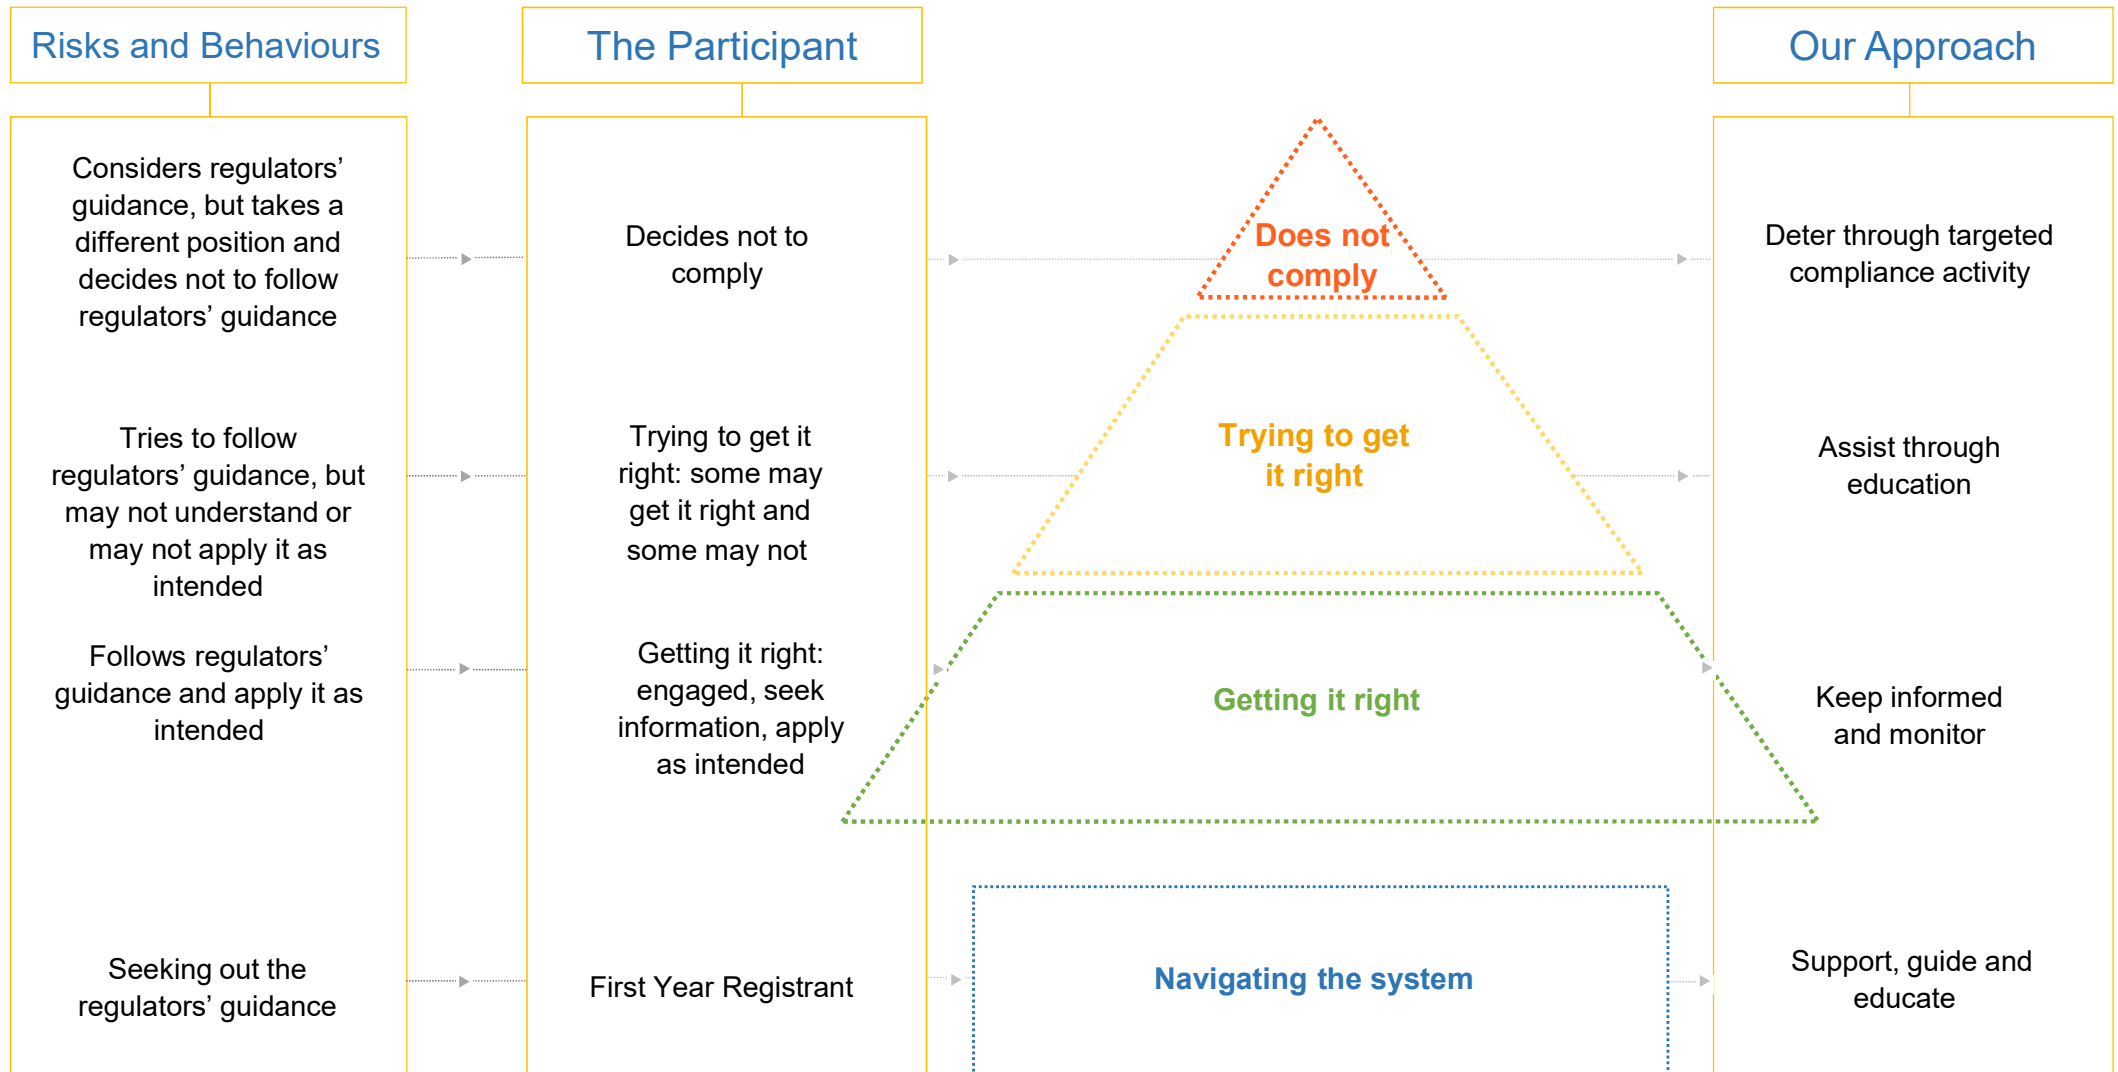 Risks and Behaviours
The Participant
Our Approach
Considers regulators’
guidance, but takes a
different position and
decides not to follow
regulators’ guidance
Decides not to
comply
Does not
comply
Deter through targeted
compliance activity
Tries to follow
regulators’ guidance, but
may not understand or
may not apply it as
intended
Trying to get it
right: some may
get it right and
some may not
Trying to get
it right
Assist through
education
Follows regulators’
guidance and apply it as
intended
Getting it right:
engaged, seek
information, apply
as intended
Getting it right
Keep informed
and monitor
Seeking out the
regulators’ guidance
First Year Registrant
Navigating the system
Support, guide and
educate